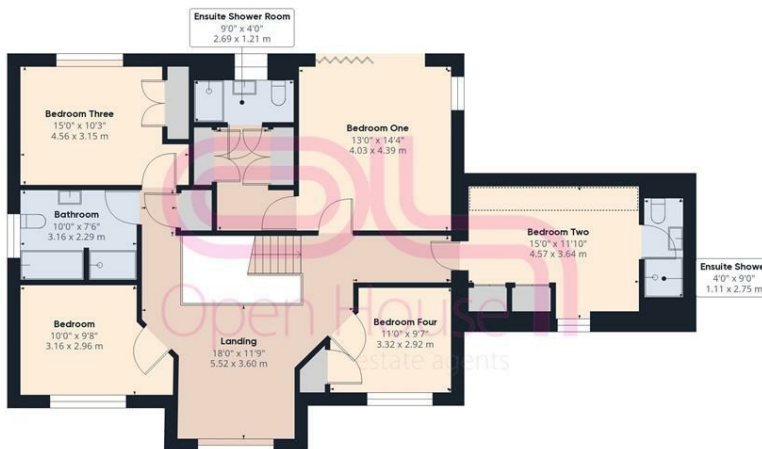 Ensuite Shower Room
9'0" x 4'0"
2.69 x 1.21 m
Bedroom Three
15'0" x 10'3"
4.56 x 3.15 m
Bedroom One
13'0" x 14'4"
4.03 x 4.39 m
Bathroom
10'0" x 7'6"
3.16 x 2.29 m
Bedroom Two
15'0" x 11'10"
4.57 x 3.64 m
Ensuite Shower
4'0" x 9'0"
1.11 x 2.75 m
Bedroom
10'0" x 9'8"
3.16 x 2.96 m
Landing
18'0" x 11'9"
5.52 x 3.60 m
Bedroom Four
11'0" x 9'7"
3.32 x 2.92 m
Open House
estate agents